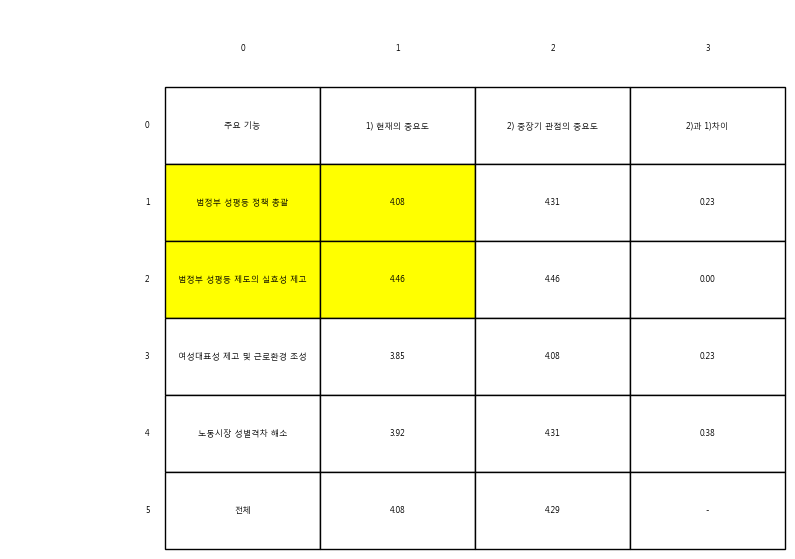 0 1 2 3
0 주요 기능 1) 현재의 중요도 2) 중장기 관점의 중요도 2)과 1)차이
1 범정부 성평등 정책 총괄 4.08 4.31 0.23
2 범정부 성평등 제도의 실효성 제고 4.46 4.46 0.00
3 여성대표성 제고 및 근로환경 조성 3.85 4.08 0.23
4 노동시장 성별격차 해소 3.92 4.31 0.38
5 전체 4.08 4.29 -